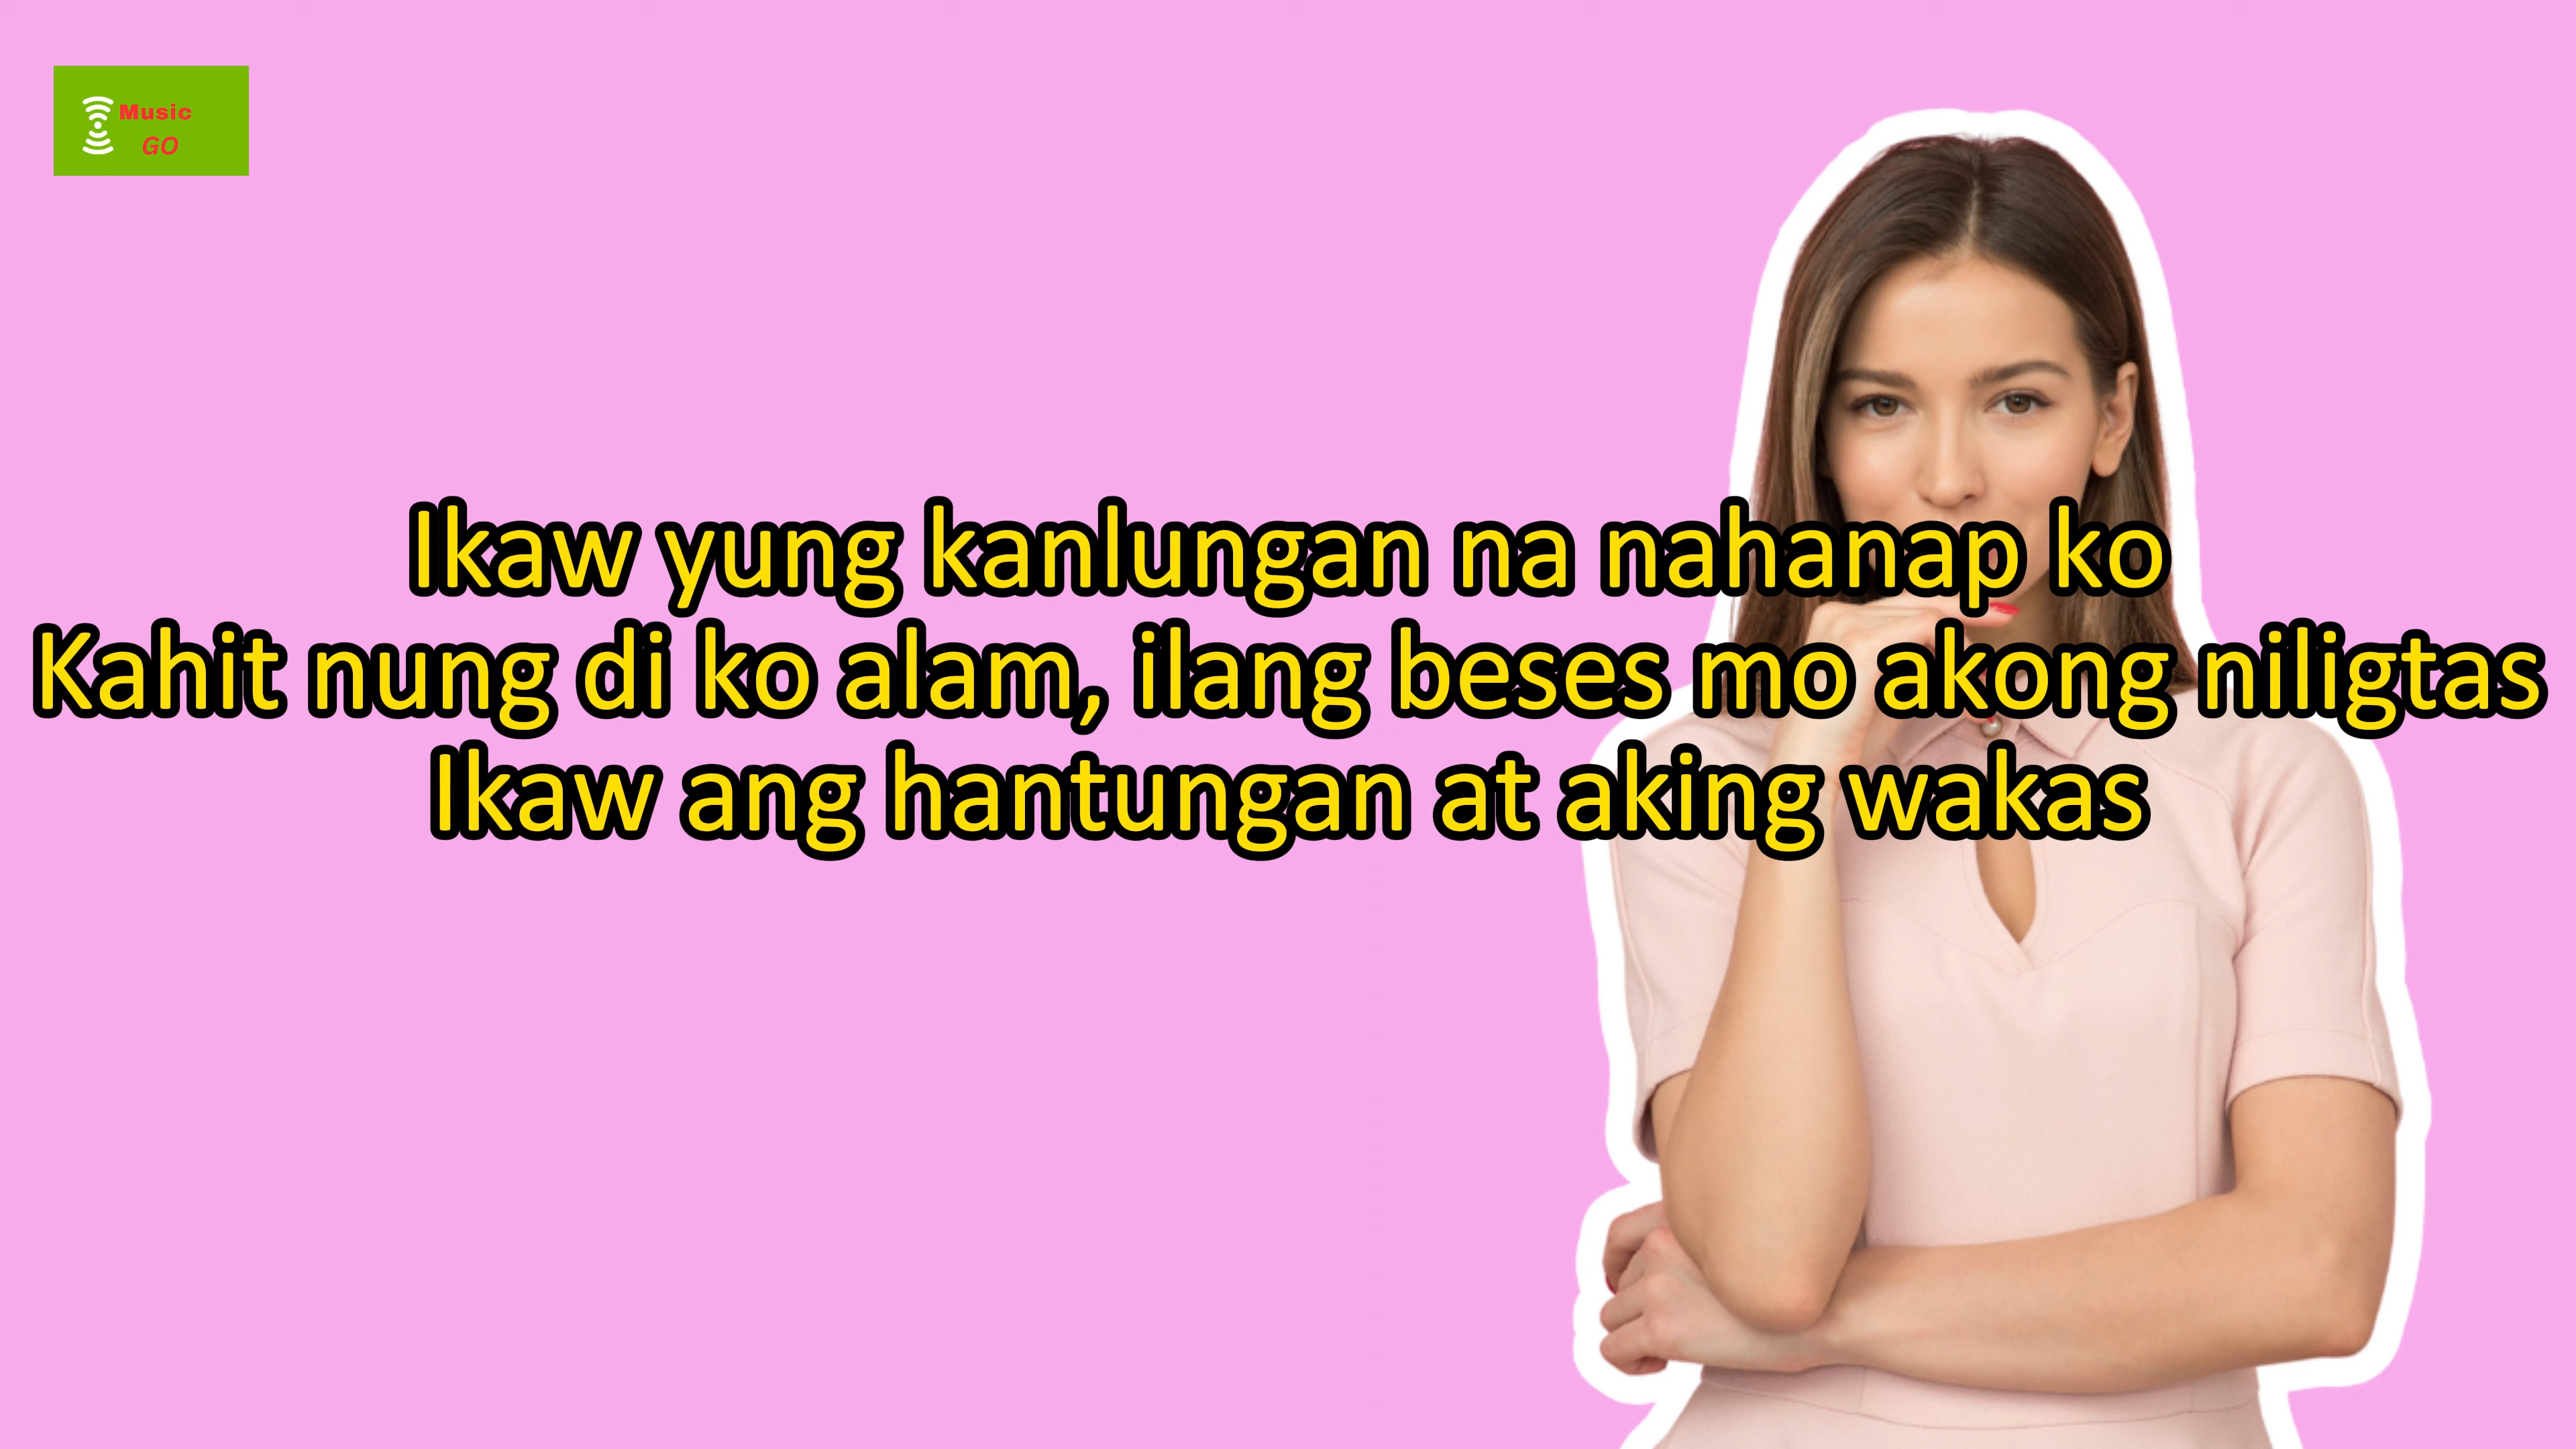 Music
GO
Ikaw yung kanlungan na nahanap ko
Kahit nung di ko alam, ilang beses mo akong niligtas
Ikaw ang hantungan at aking wakas